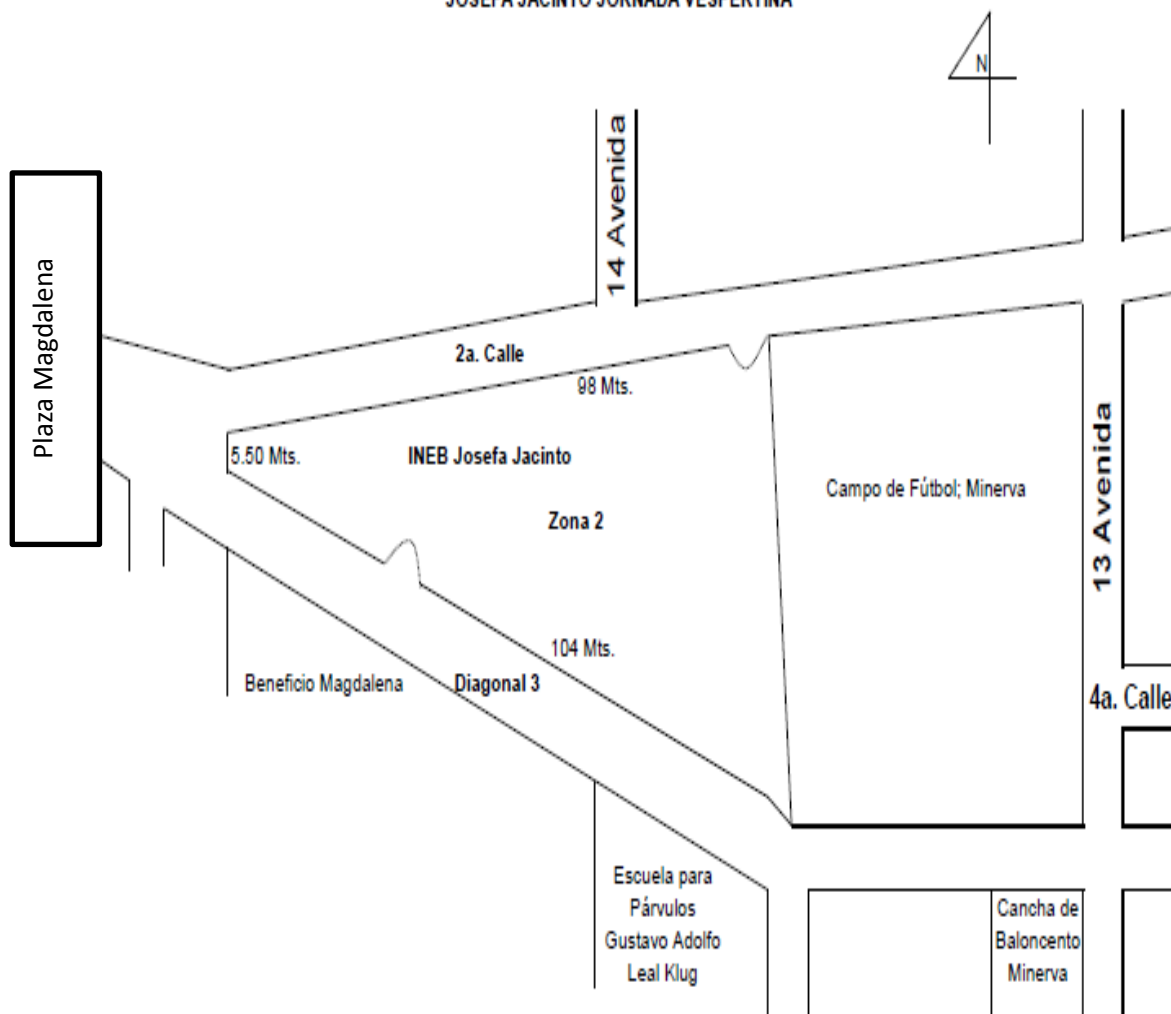 JOSEFA JACINTO JORNADA VESPERTINA
N
14 Avenida
Plaza Magdalena
2a. Calle
98 Mts.
5.50 Mts.
INEB Josefa Jacinto
Campo de Fútbol; Minerva
Zona 2
13 Avenida
104 Mts.
Beneficio Magdalena
Diagonal 3
4a. Calle
Escuela para
Párvulos
Gustavo Adolfo
Leal Klug
Cancha de
Baloncento
Minerva